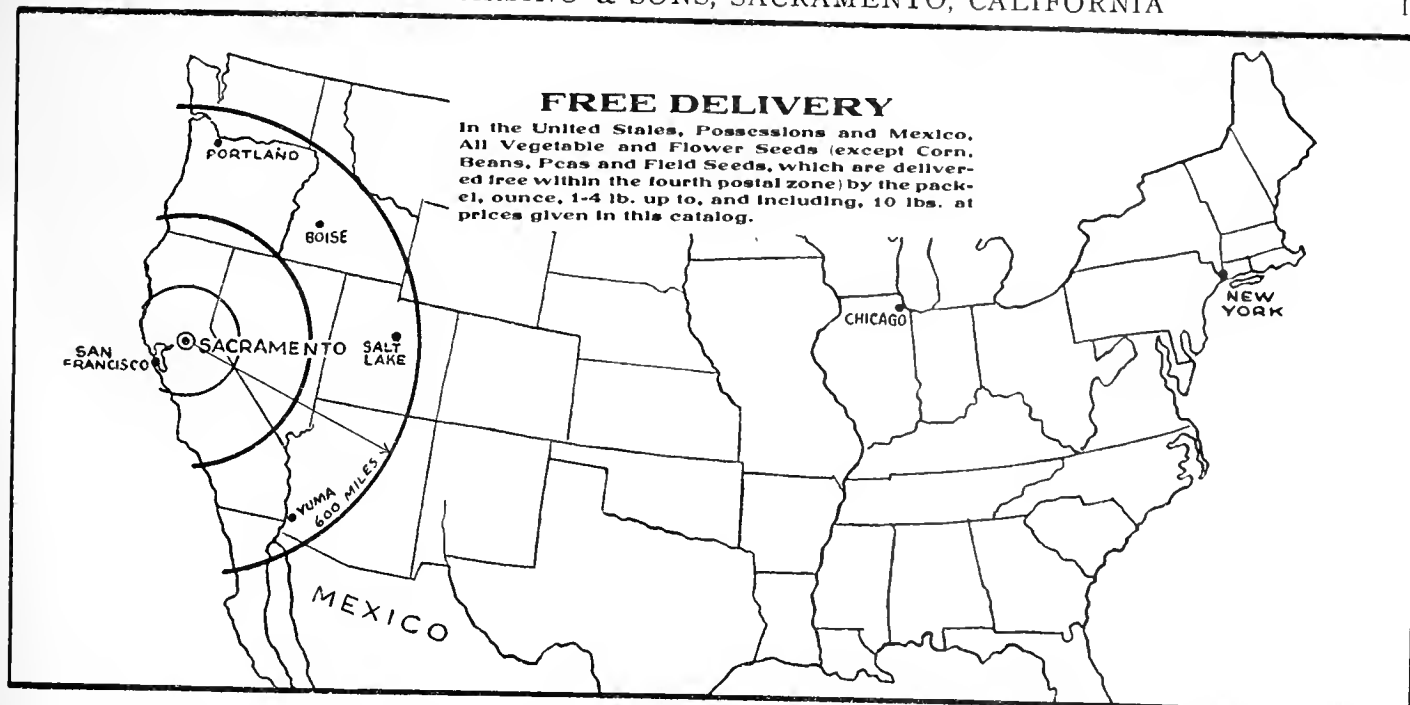 & SONS, SACRAMENTO, CALIFORNIA
FREE DELIVERY
In the United States, Possessions and Mexico,
All Vegetable and Flower Seeds (except Corn,
Beans, Peas and Field Seeds, which are deliver-
ed free within the fourth postal zone) by the pack-
et, ounce, 1-4 lb. up to, and including, 10 lbs. at
prices given in this catalog.
PORTLAND
BOISE
SACRAMENTO
SALT
LAKE
SAN
FRANCISCO
CHICAGO
NEW
YORK
YUMA
600 MILES
MEXICO